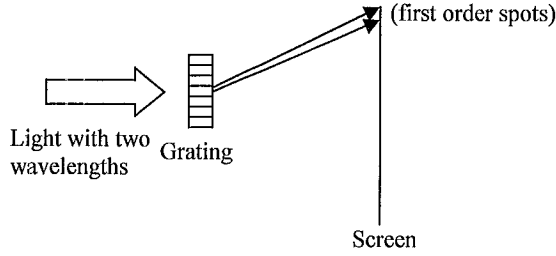 (first order spots)
Light with two
wavelengths
Grating
Screen